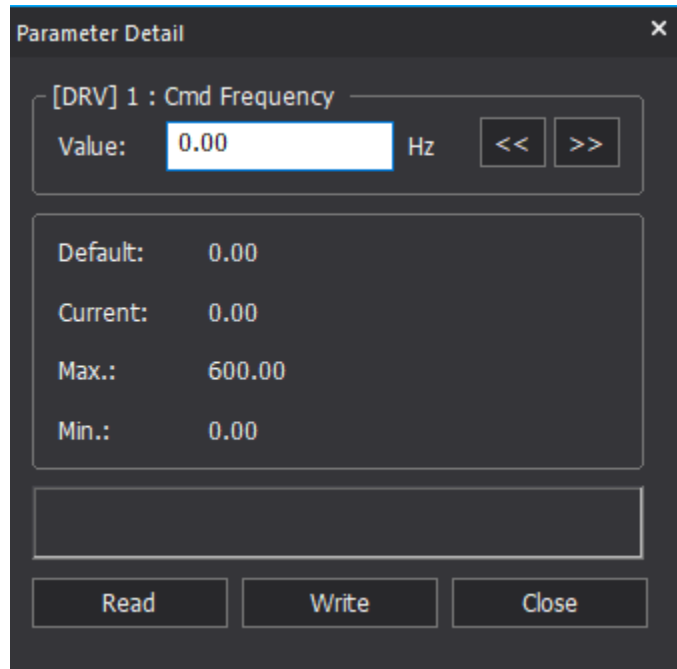 Parameter Detail ×
[DRV] 1 : Cmd Frequency
Value: 0.00 Hz << >>
Default: 0.00
Current: 0.00
Max.: 600.00
Min.: 0.00
Read Write Close